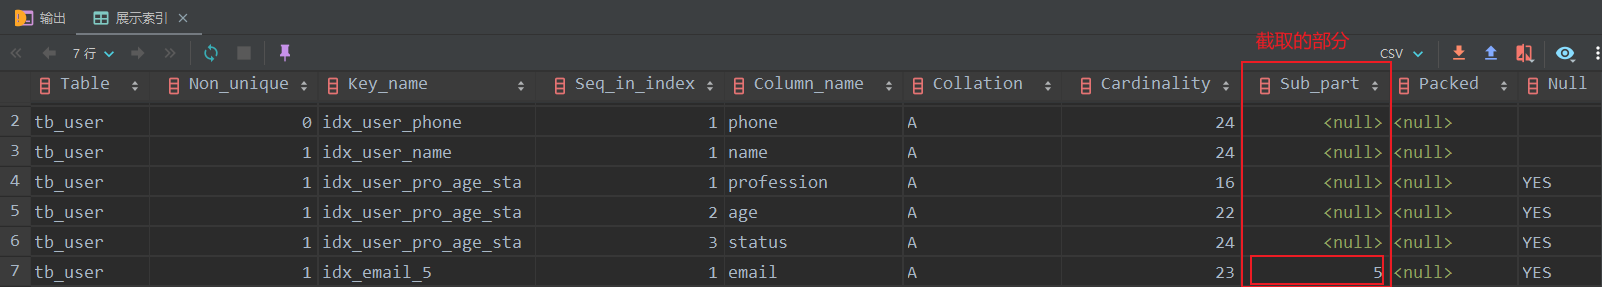 输出 展示索引 ×
7 行 截取的部分 CSV
Table Non_unique Key_name Seq_in_index Column_name Collation Cardinality Sub_part Packed Null
2 tb_user 0 idx_user_phone 1 phone A 24 <null> <null>
3 tb_user 1 idx_user_name 1 name A 24 <null> <null>
4 tb_user 1 idx_user_pro_age_sta 1 profession A 16 <null> <null> YES
5 tb_user 1 idx_user_pro_age_sta 2 age A 22 <null> <null> YES
6 tb_user 1 idx_user_pro_age_sta 3 status A 24 <null> <null> YES
7 tb_user 1 idx_email_5 1 email A 23 5 <null> YES